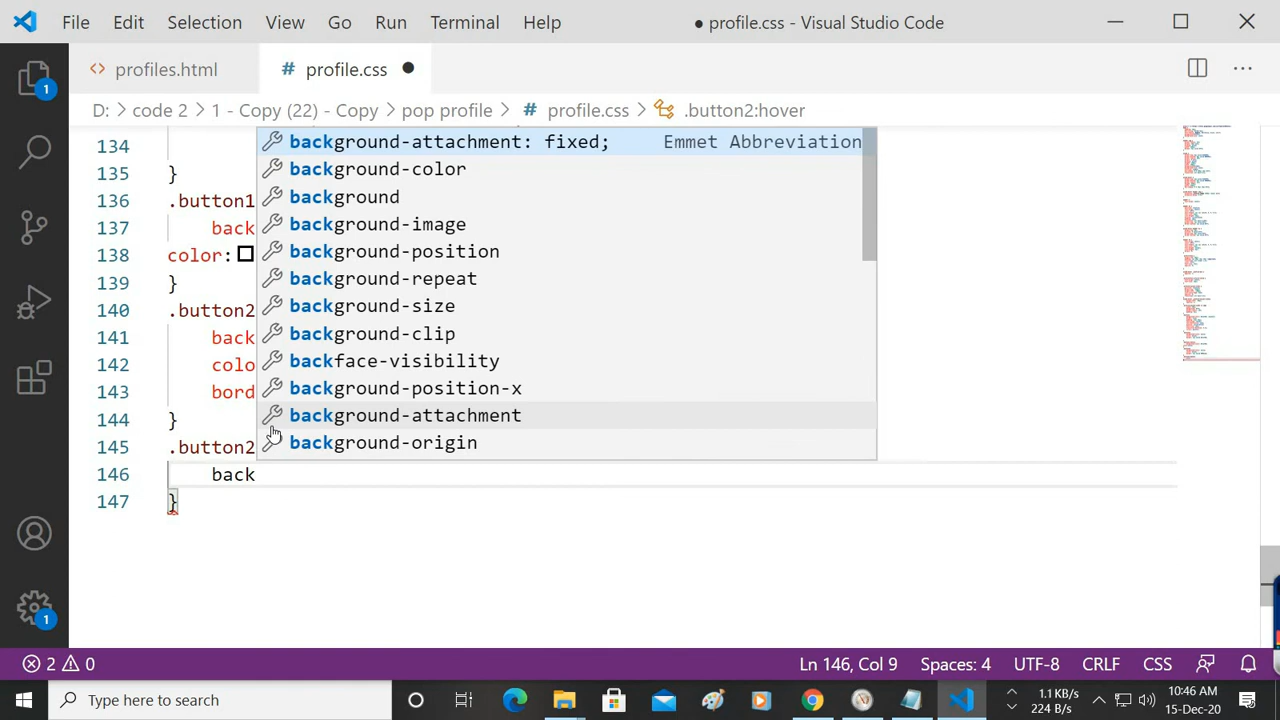 File Edit Selection View Go Run Terminal Help ● profile.css - Visual Studio Code
profiles.html # profile.css
D: > code 2 > 1 - Copy (22) - Copy > pop profile > # profile.css > .button2:hover
134
135 }
136 .button1
137 back
138 color:
139 }
140 .button2
141 back
142 colo
143 bord
144 }
145 .button2
146 back
147 }
background-attachment: fixed; Emmet Abbreviation
background-color
background
background-image
background-position
background-repeat
background-size
background-clip
backface-visibility
background-position-x
background-attachment
background-origin
1
1
2 0 Ln 146, Col 9 Spaces: 4 UTF-8 CRLF CSS
Type here to search
1.1 KB/s
224 B/s
10:46 AM
15-Dec-20